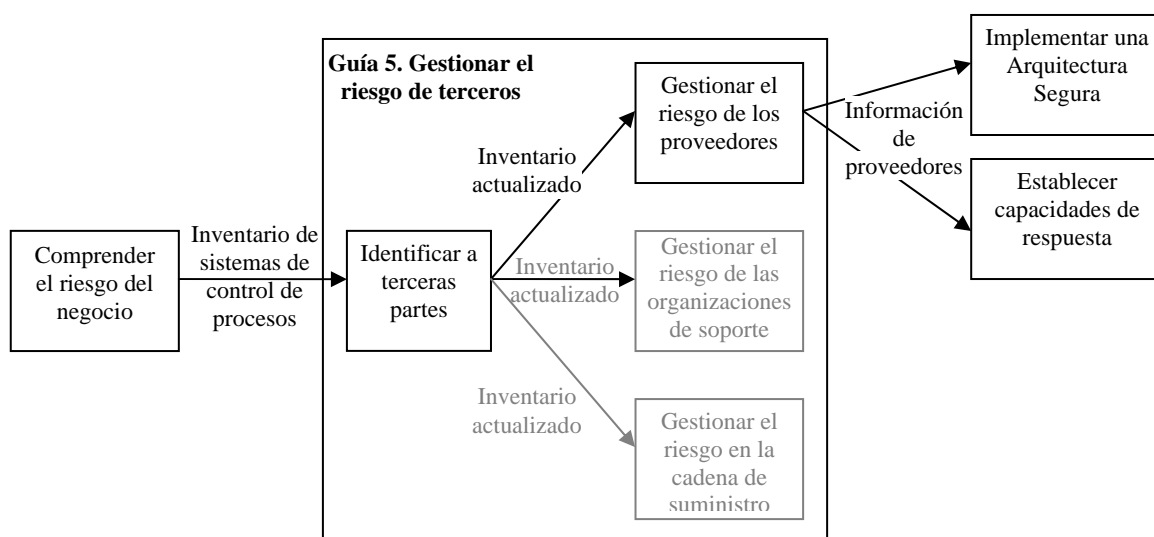 Guía 5. Gestionar el
riesgo de terceros
Comprender
el riesgo del
negocio
Inventario de
sistemas de
control de
procesos
Identificar a
terceras
partes
Inventario
actualizado
Inventario
actualizado
Inventario
actualizado
Gestionar el
riesgo de los
proveedores
Gestionar el
riesgo de las
organizaciones
de soporte
Gestionar el
riesgo en la
cadena de
suministro
Información
de
proveedores
Implementar una
Arquitectura
Segura
Establecer
capacidades de
respuesta